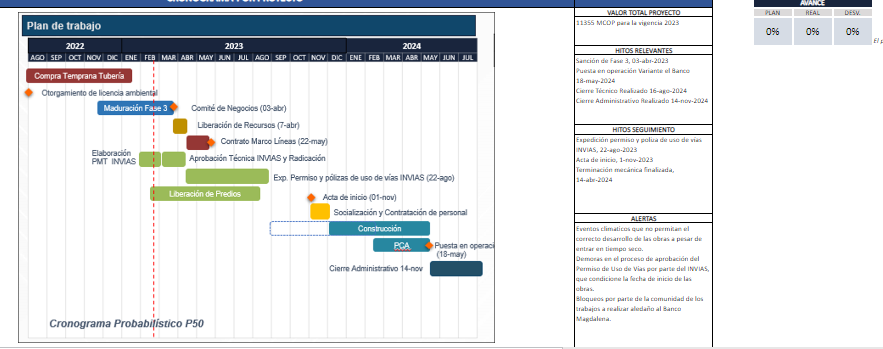 CRONOGRAMA POR PROYECTO
Plan de trabajo
2022 2023 2024
AGO SEP OCT NOV DIC ENE FEB MAR ABR MAY JUN JUL AGO SEP OCT NOV DIC ENE FEB MAR ABR MAY JUN JUL
Compra Temprana Tubería
Otorgamiento de licencia ambiental
Maduración Fase 3 Comité de Negocios (03-abr)
Liberación de Recursos (7-abr)
Contrato Marco Líneas (22-may)
Elaboración
PMT INVIAS
Aprobación Técnica INVIAS y Radicación
Exp. Permiso y pólizas de uso de vías INVIAS (22-ago)
Liberación de Predios
Acta de inicio (01-nov)
Socialización y Contratación de personal
Construcción
PCA
Puesta en operaci
(18-may)
Cierre Administrativo 14-nov
Cronograma Probabilístico P50
VALOR TOTAL PROYECTO
11355 MCOP para la vigencia 2023
HITOS RELEVANTES
Sanción de Fase 3, 03-abr-2023
Puesta en operación Variante el Banco
18-may-2024.
Cierre Técnico Realizado 16-ago-2024
Cierre Administrativo Realizado 14-nov-2024
HITOS SEGUIMIENTO
Expedición permiso y poliza de uso de vías
INVIAS, 22-ago-2023
Acta de inicio, 1-nov-2023
Terminación mecánica finalizada,
14-abr-2024
ALERTAS
Eventos climaticos que no permitan el
correcto desarrollo de las obras a pesar de
entrar en tiempo seco.
Demoras en el proceso de aprobación del
Permiso de Uso de Vías por parte del INVIAS,
que condicione la fecha de inicio de las
obras.
Bloquios por parte de la comunidad de los
trabajos a realizar aledaño al Banco
Magdalena.
AVANCE
PLAN REAL DESV.
0% 0% 0%
El p